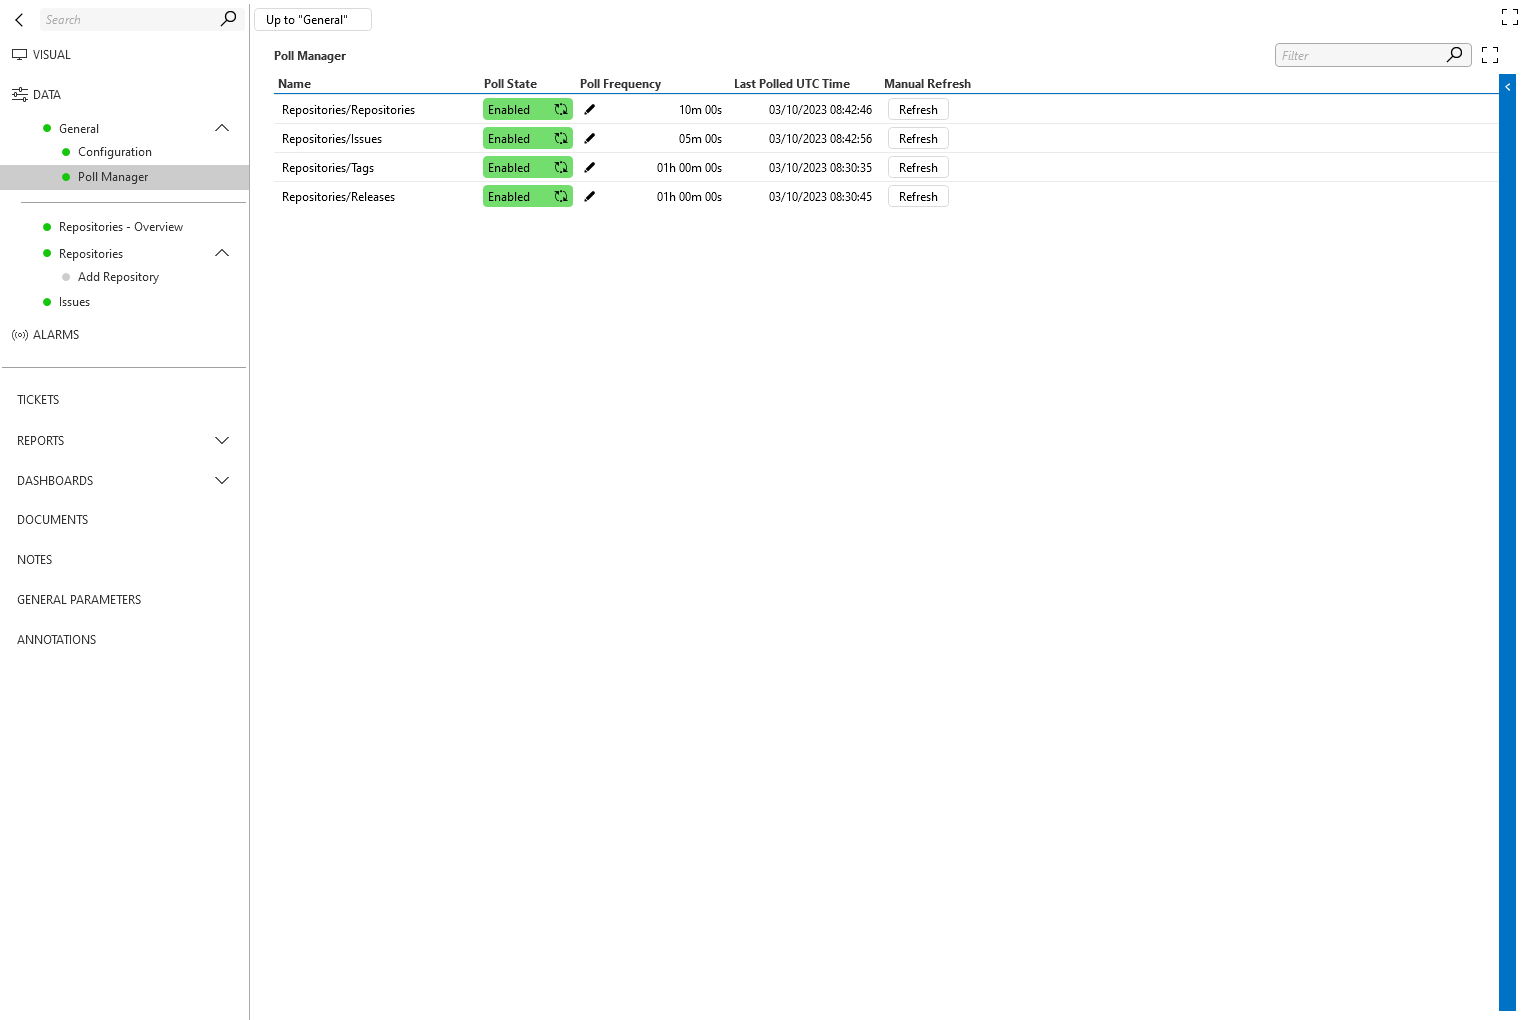 Search
Up to "General"
VISUAL
DATA
General
Configuration
Poll Manager
Repositories - Overview
Repositories
Add Repository
Issues
ALARMS
TICKETS
REPORTS
DASHBOARDS
DOCUMENTS
NOTES
GENERAL PARAMETERS
ANNOTATIONS
Poll Manager
Filter
Name Poll State Poll Frequency Last Polled UTC Time Manual Refresh
Repositories/Repositories Enabled 10m 00s 03/10/2023 08:42:46 Refresh
Repositories/Issues Enabled 05m 00s 03/10/2023 08:42:56 Refresh
Repositories/Tags Enabled 01h 00m 00s 03/10/2023 08:30:35 Refresh
Repositories/Releases Enabled 01h 00m 00s 03/10/2023 08:30:45 Refresh